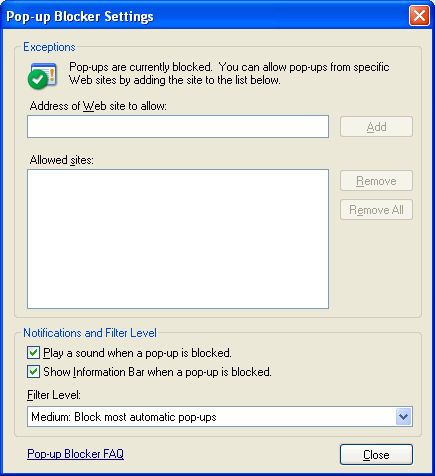 Pop-up Blocker Settings
Exceptions
Pop-ups are currently blocked. You can allow pop-ups from specific
Web sites by adding the site to the list below.
Address of Web site to allow:
Add
Allowed sites:
Remove
Remove All
Notifications and Filter Level
Play a sound when a pop-up is blocked.
Show Information Bar when a pop-up is blocked.
Filter Level:
Medium: Block most automatic pop-ups
Pop-up Blocker FAQ
Close